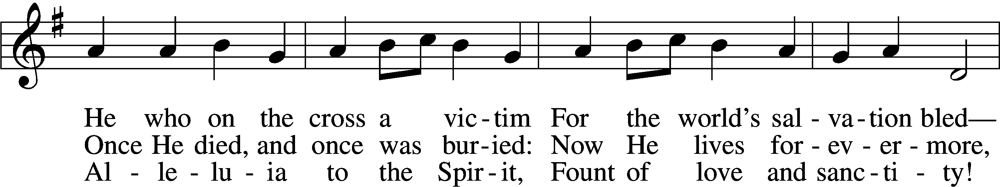 He who on the cross a vic - tim For the world's sal - va - tion bled—
Once He died, and once was bur - ied: Now He lives for - ev - er - more,
Al - le - lu - ia to the Spir - it, Fount of love and sanc - ti - ty!